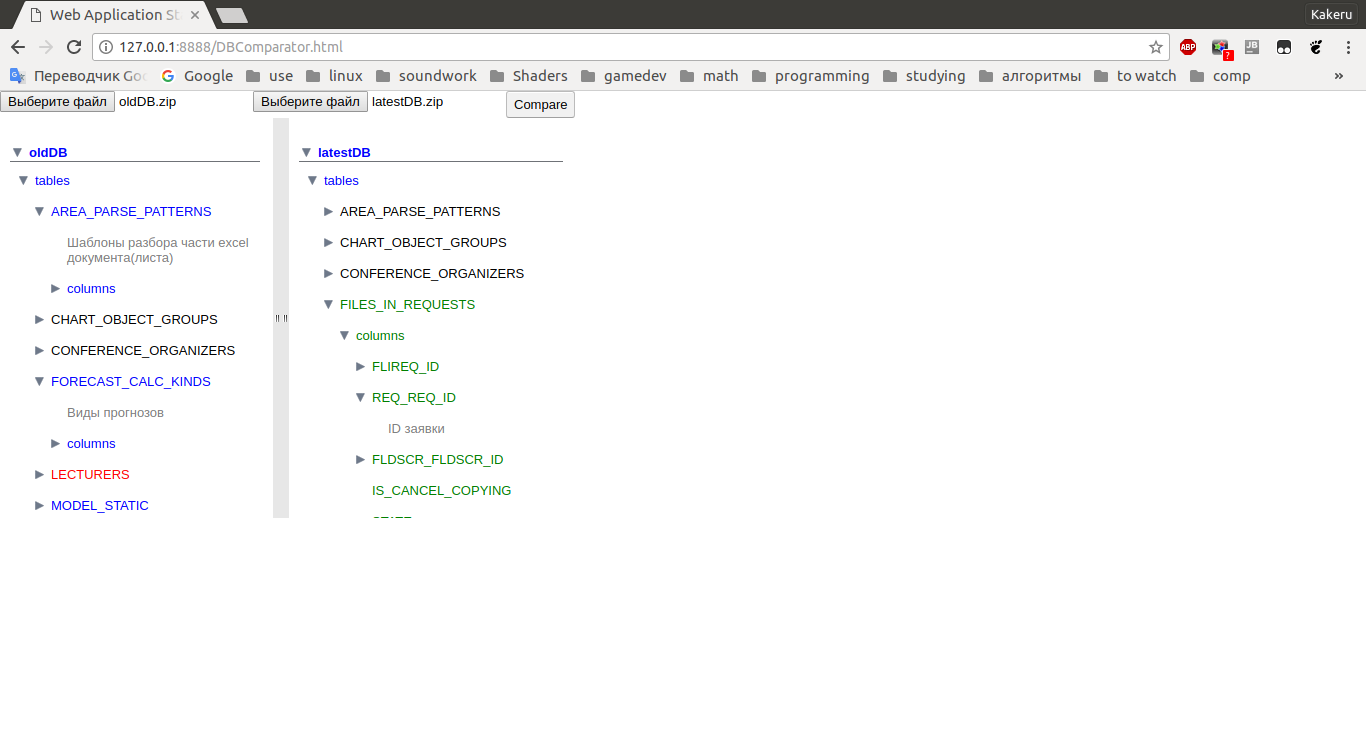 Web Application St
Kakeru
127.0.0.1:8888/DBComparator.html
ABP
?
JB
Переводчик Goo
Google
use
linux
soundwork
Shaders
gamedev
math
programming
studying
алгоритмы
to watch
comp
»
Выберите файл oldDB.zip
Выберите файл latestDB.zip
Compare
oldDB
tables
AREA_PARSE_PATTERNS
Шаблоны разбора части excel
документа(листа)
columns
CHART_OBJECT_GROUPS
CONFERENCE_ORGANIZERS
FORECAST_CALC_KINDS
Виды прогнозов
columns
LECTURERS
MODEL_STATIC
latestDB
tables
AREA_PARSE_PATTERNS
CHART_OBJECT_GROUPS
CONFERENCE_ORGANIZERS
FILES_IN_REQUESTS
columns
FLIREQ_ID
REQ_REQ_ID
ID заявки
FLDSCR_FLDSCR_ID
IS_CANCEL_COPYING